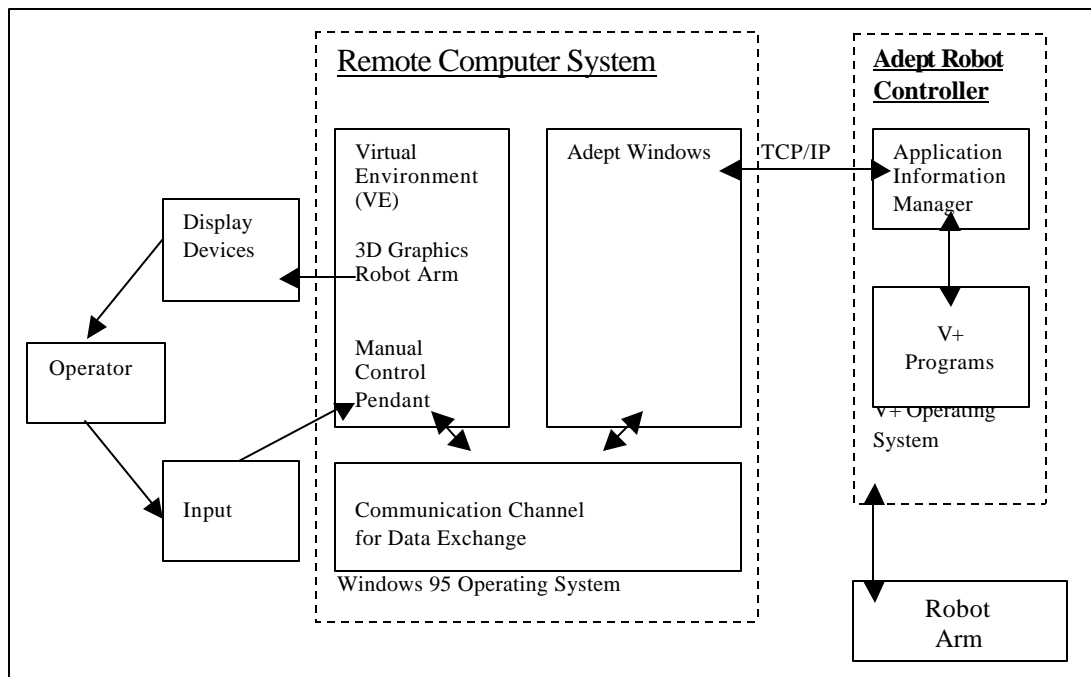 Remote Computer System
Adept Robot
Controller
Virtual
Environment
(VE)
3D Graphics
Robot Arm
Manual
Control
Pendant
Adept Windows
TCP/IP
Application
Information
Manager
Display
Devices
Operator
Input
V+
Programs
V+ Operating
System
Communication Channel
for Data Exchange
Windows 95 Operating System
Robot
Arm